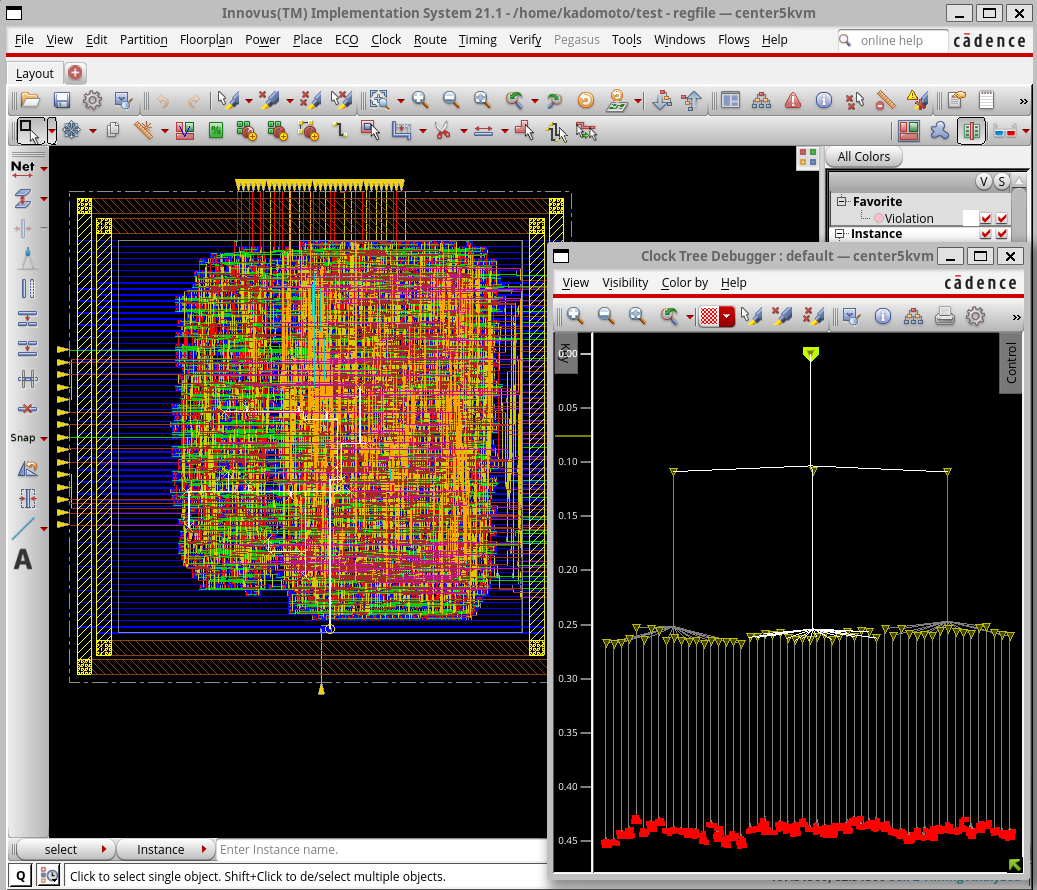 Innovus(TM) Implementation System 21.1 - /home/kadomoto/test - regfile — center5kvm
File View Edit Partition Floorplan Power Place ECO Clock Route Timing Verify Pegasus Tools Windows Flows Help online help cādence
Layout
All Colors
Net
V S
Favorite
Violation
Instance
Clock Tree Debugger : default — center5kvm
View Visibility Color by Help cādence
Key
Control
0.00
0.05
0.10
0.15
0.20
0.25
0.30
0.35
0.40
0.45
Snap
A
select Instance Enter Instance name.
Q Click to select single object. Shift+Click to de/select multiple objects.